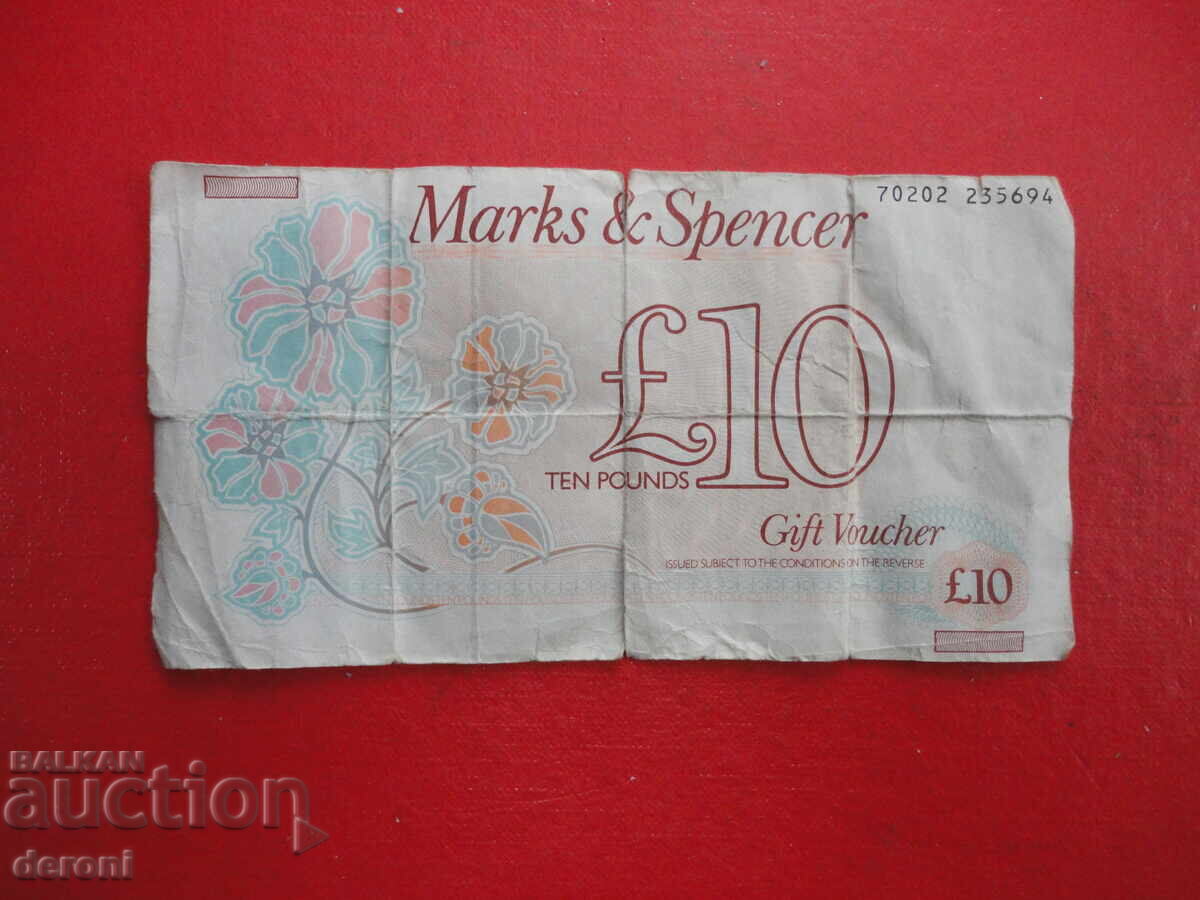 Marks & Spencer
70202 235694
£10
TEN POUNDS
Gift Voucher
ISSUED SUBJECT TO THE CONDITIONS ON THE REVERSE
£10
BALKAN
auction
deroni